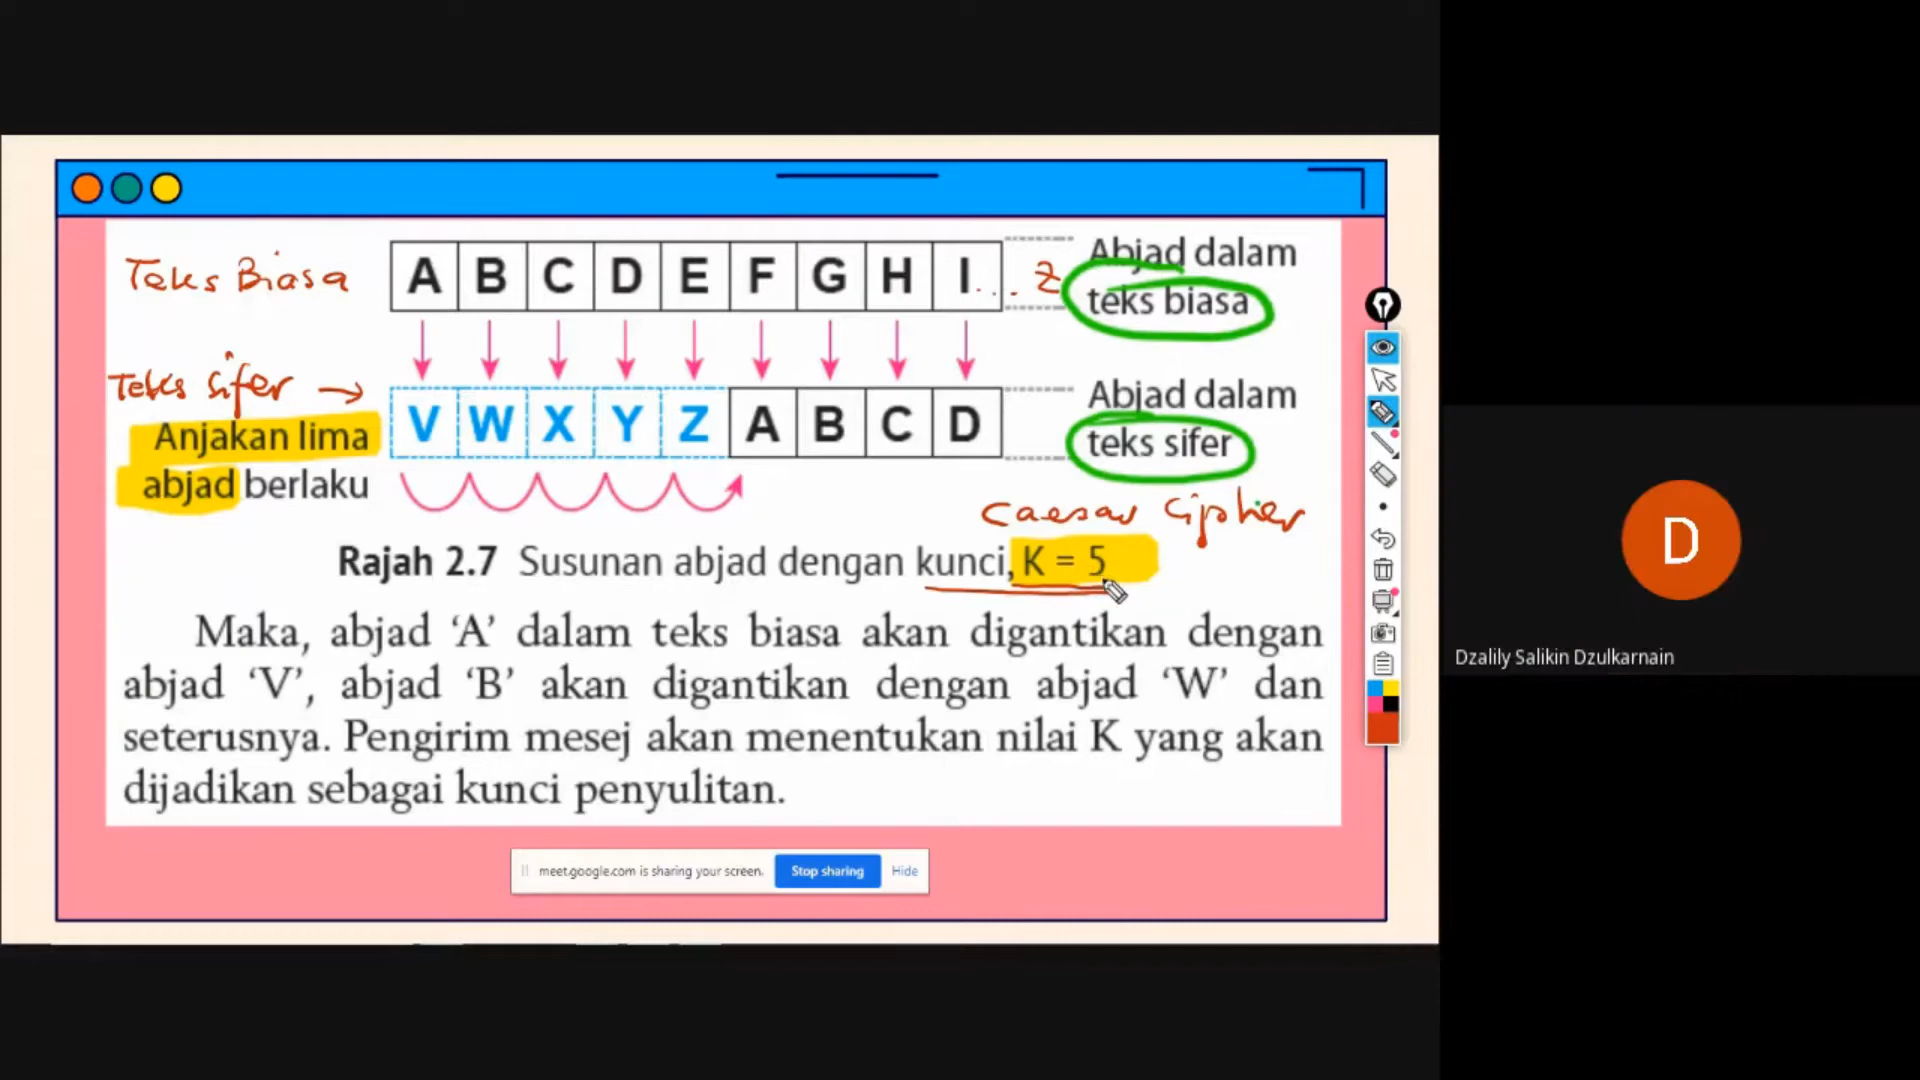 Teks Biasa
A B C D E F G H I ... Z
Abjad dalam
teks biasa
Teks sifer →
Anjakan lima
abjad berlaku
V W X Y Z A B C D
Abjad dalam
teks sifer
Caesar Cipher
Rajah 2.7 Susunan abjad dengan kunci, K = 5
Maka, abjad ‘A’ dalam teks biasa akan digantikan dengan
abjad ‘V’, abjad ‘B’ akan digantikan dengan abjad ‘W’ dan
seterusnya. Pengirim mesej akan menentukan nilai K yang akan
dijadikan sebagai kunci penyulitan.
meet.google.com is sharing your screen. Stop sharing Hide
D
Dzalily Salikin Dzulkarnain